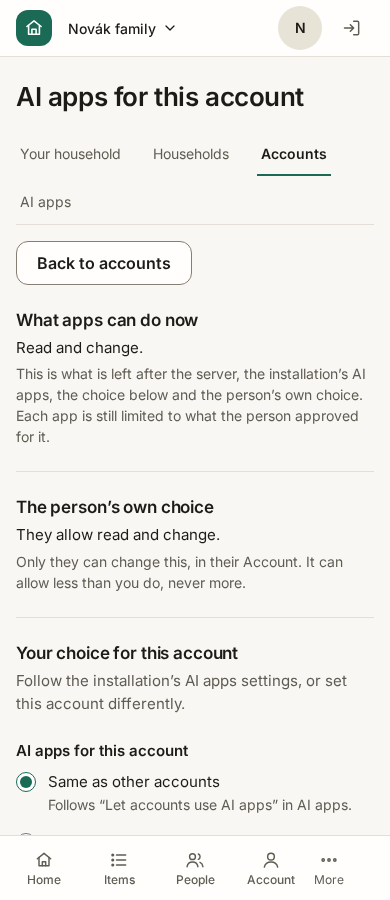 Novák family
N
AI apps for this account
Your household
Households
Accounts
AI apps
Back to accounts
What apps can do now
Read and change.
This is what is left after the server, the installation’s AI
apps, the choice below and the person’s own choice.
Each app is still limited to what the person approved
for it.
The person’s own choice
They allow read and change.
Only they can change this, in their Account. It can
allow less than you do, never more.
Your choice for this account
Follow the installation’s AI apps settings, or set
this account differently.
AI apps for this account
Same as other accounts
Follows “Let accounts use AI apps” in AI apps.
Home
Items
People
Account
More